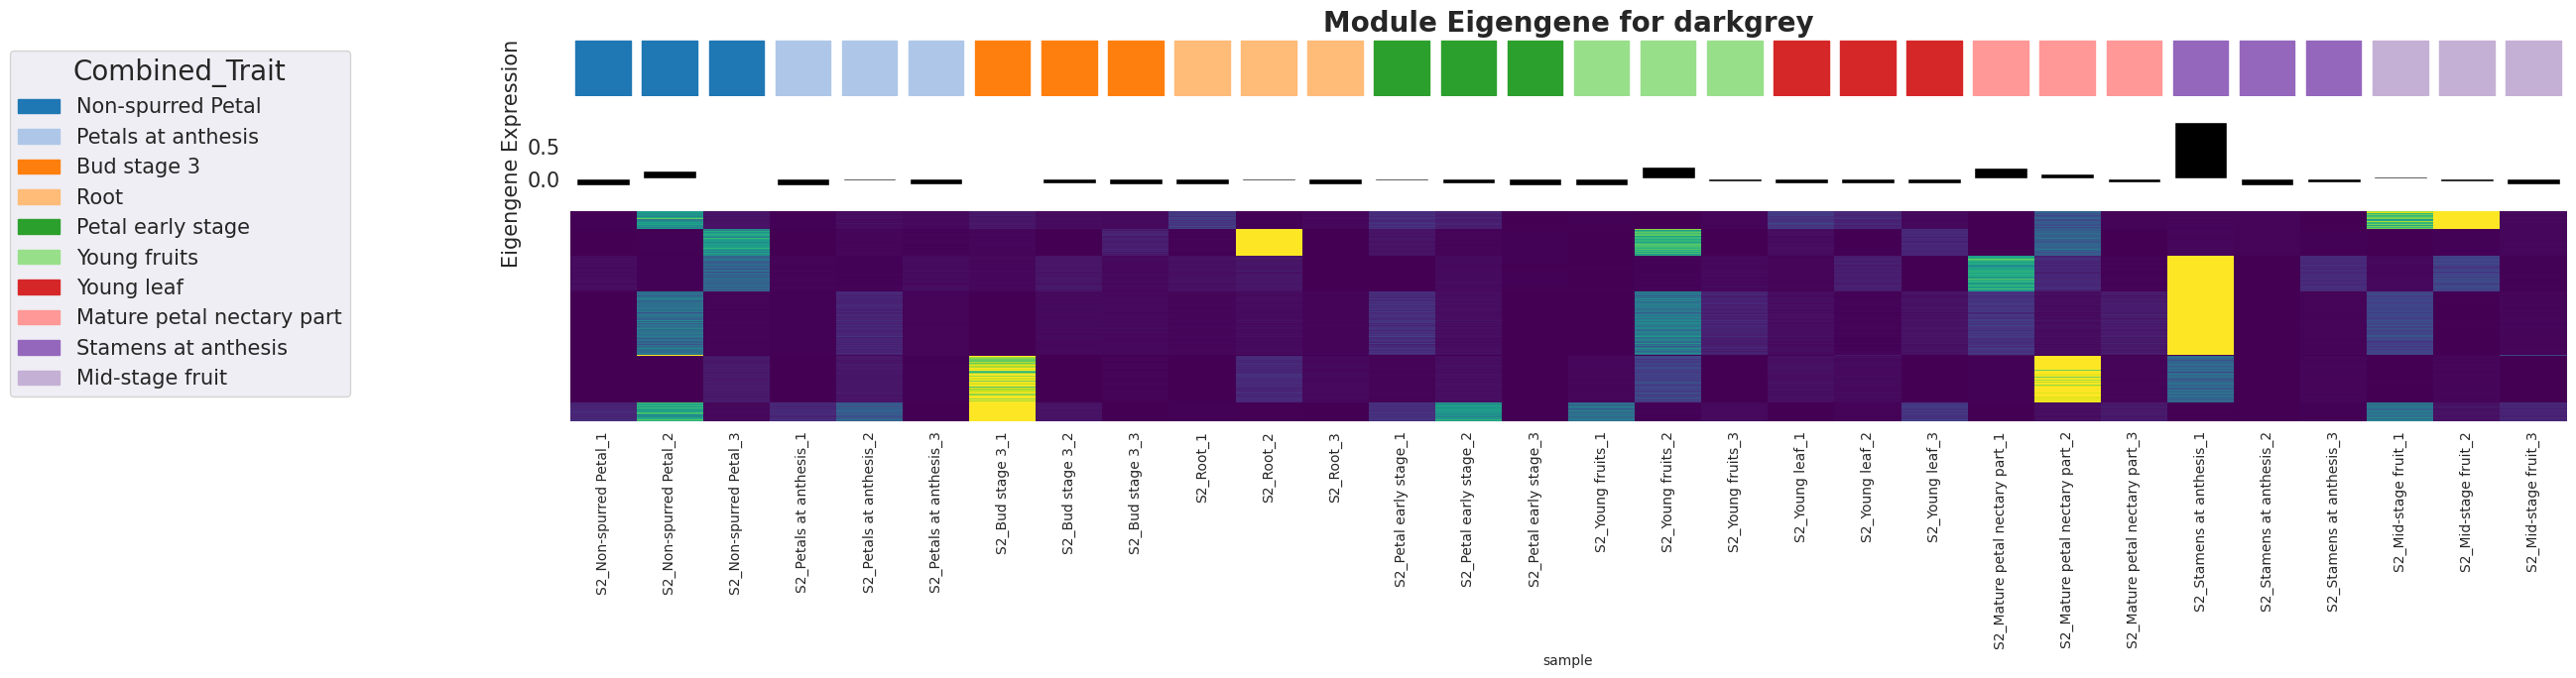 Module Eigengene for darkgrey
Combined_Trait
Non-spurred Petal
Petals at anthesis
Bud stage 3
Root
Petal early stage
Young fruits
Young leaf
Mature petal nectary part
Stamens at anthesis
Mid-stage fruit
Eigengene Expression
0.5
0.0
S2_Non-spurred Petal_1
S2_Non-spurred Petal_2
S2_Non-spurred Petal_3
S2_Petals at anthesis_1
S2_Petals at anthesis_2
S2_Petals at anthesis_3
S2_Bud stage 3_1
S2_Bud stage 3_2
S2_Bud stage 3_3
S2_Root_1
S2_Root_2
S2_Root_3
S2_Petal early stage_1
S2_Petal early stage_2
S2_Petal early stage_3
S2_Young fruits_1
S2_Young fruits_2
S2_Young fruits_3
S2_Young leaf_1
S2_Young leaf_2
S2_Young leaf_3
S2_Mature petal nectary part_1
S2_Mature petal nectary part_2
S2_Mature petal nectary part_3
S2_Stamens at anthesis_1
S2_Stamens at anthesis_2
S2_Stamens at anthesis_3
S2_Mid-stage fruit_1
S2_Mid-stage fruit_2
S2_Mid-stage fruit_3
sample